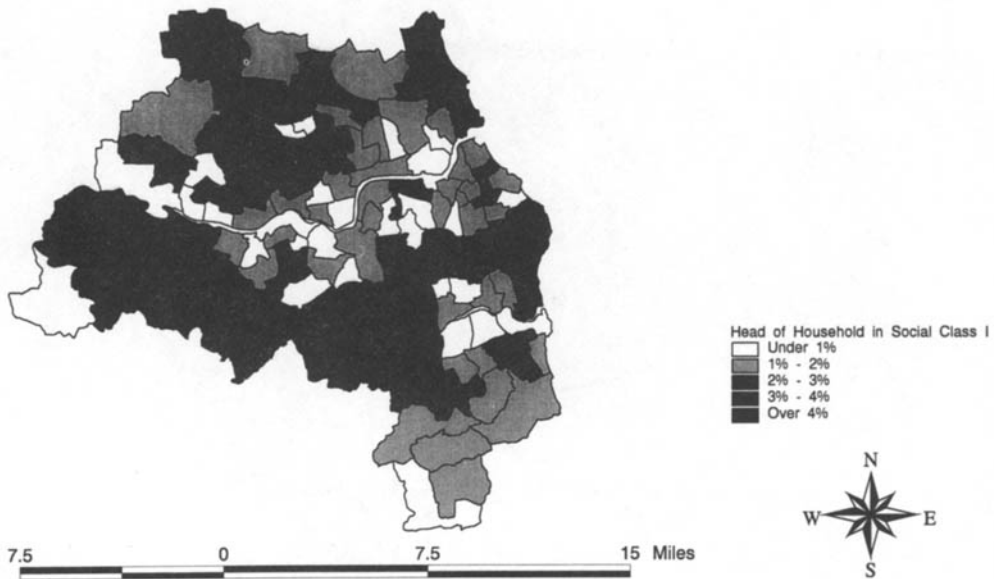 Head of Household in Social Class I
Under 1%
1% - 2%
2% - 3%
3% - 4%
Over 4%
N
W E
S
7.5 0 7.5 15 Miles